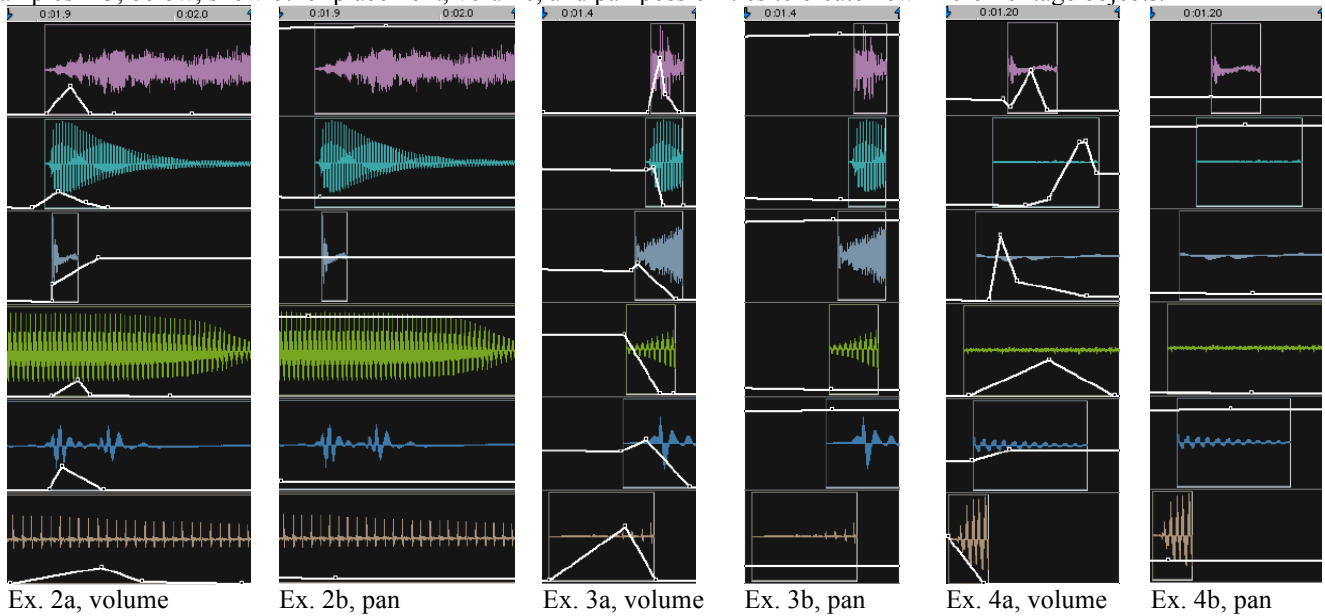 0:01.9 0:02.0 0:01.9 0:02.0 0:01.4 0:01.4 0:01.20 0:01.20
Ex. 2a, volume Ex. 2b, pan Ex. 3a, volume Ex. 3b, pan Ex. 4a, volume Ex. 4b, pan